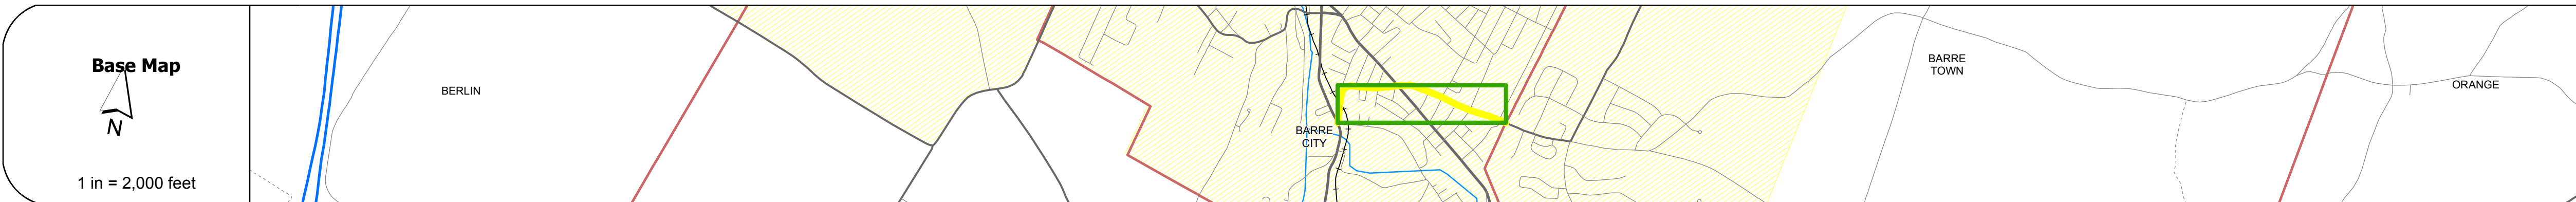 Base Map
N
1 in = 2,000 feet
BERLIN
BARRE
CITY
BARRE
TOWN
ORANGE